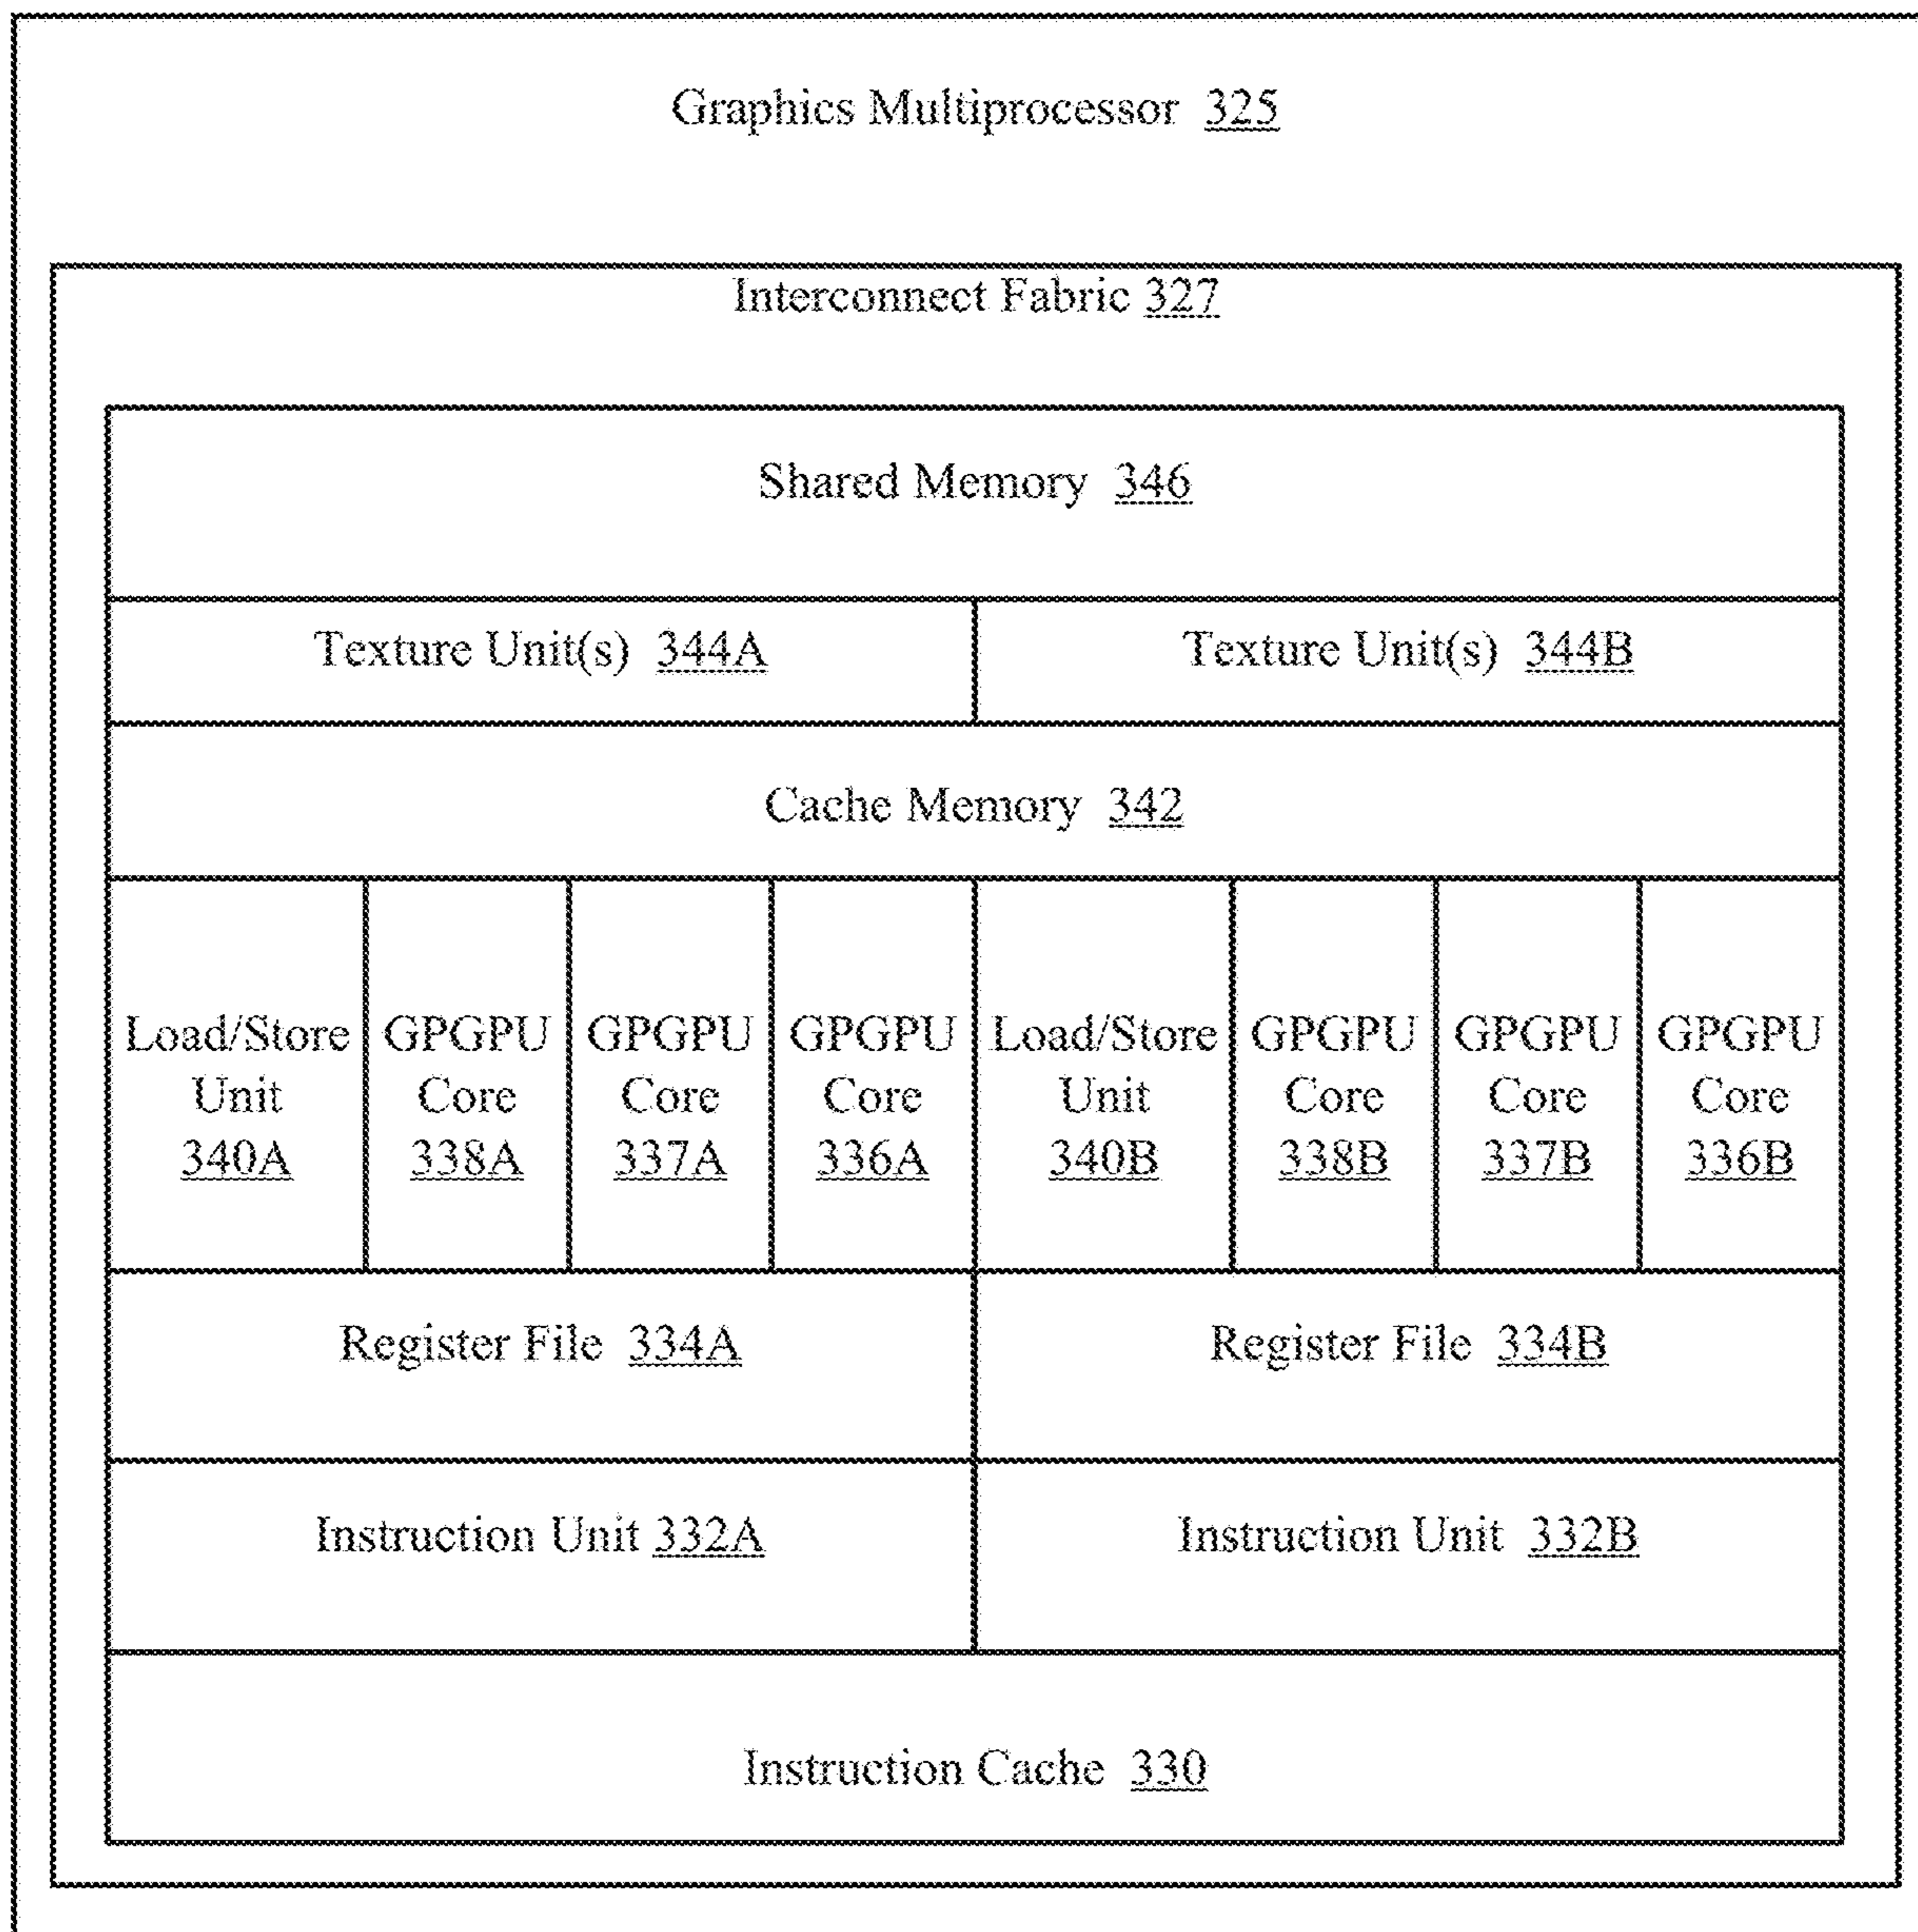 Graphics Multiprocessor 325
Interconnect Fabric 327
Shared Memory 346
Texture Unit(s) 344A
Texture Unit(s) 344B
Cache Memory 342
Load/Store
Unit
340A
GPGPU
Core
338A
GPGPU
Core
337A
GPGPU
Core
336A
Load/Store
Unit
340B
GPGPU
Core
338B
GPGPU
Core
337B
GPGPU
Core
336B
Register File 334A
Register File 334B
Instruction Unit 332A
Instruction Unit 332B
Instruction Cache 330